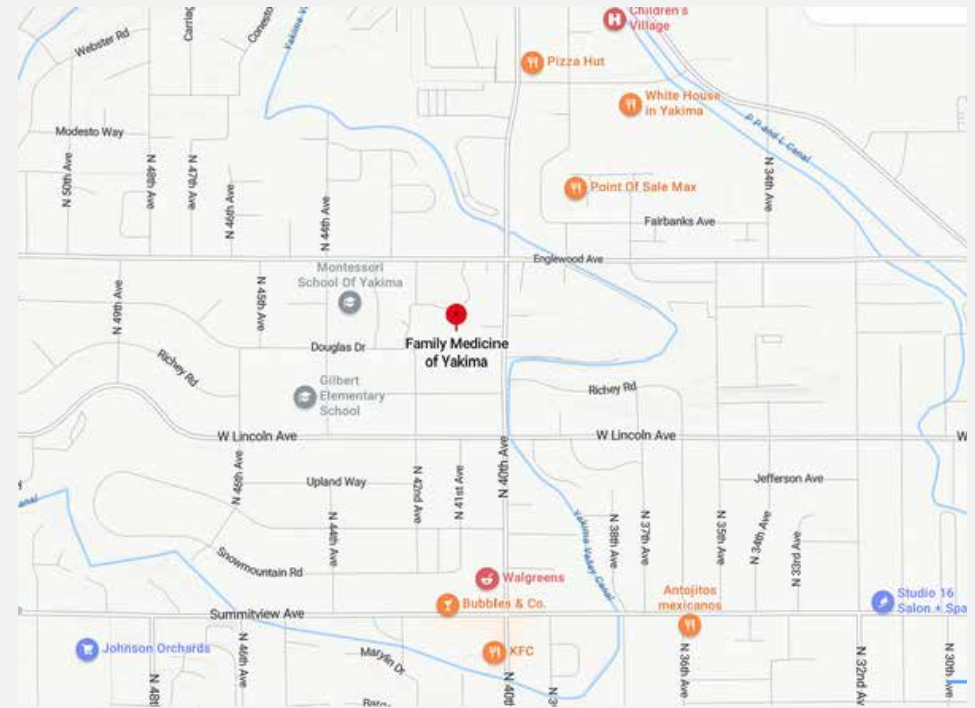 Children's
Village
Webster Rd
Pizza Hut
White House
in Yakima
P P and L Canal
Modesto Way
N 50th Ave
N 48th Ave
N 47th Ave
N 46th Ave
N 44th Ave
N 34th Ave
Point Of Sale Max
Fairbanks Ave
Englewood Ave
Montessori
School Of Yakima
N 49th Ave
N 45th Ave
Douglas Dr
Family Medicine
of Yakima
Richey Rd
Gilbert
Elementary
School
Richey Rd
W Lincoln Ave
W Lincoln Ave
W
N 46th Ave
Upland Way
N 42nd Ave
N 41st Ave
N 40th Ave
Jefferson Ave
N 44th Ave
Yakima Valley Canal
N 38th Ave
N 37th Ave
N 35th Ave
N 34th Ave
N 33rd Ave
Snowmountain Rd
Walgreens
Bubbles & Co.
Antojitos
mexicanos
Studio 16
Salon + Spa
Summitview Ave
Johnson Orchards
N 46th Ave
Marylin Dr
KFC
N 36th Ave
N 32nd Av
N 30th